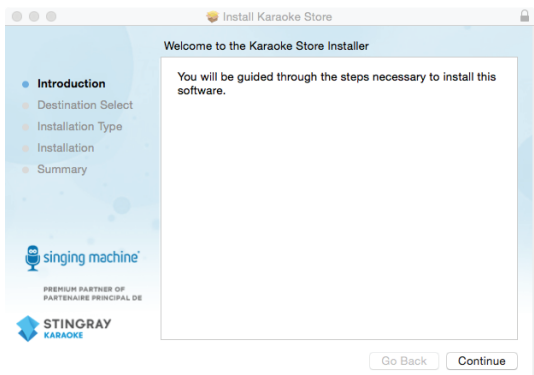 Install Karaoke Store
Welcome to the Karaoke Store Installer
Introduction
Destination Select
Installation Type
Installation
Summary
You will be guided through the steps necessary to install this
software.
singing machine
PREMIUM PARTNER OF
PARTENAIRE PRINCIPAL DE
STINGRAY
KARAOKE
Go Back
Continue